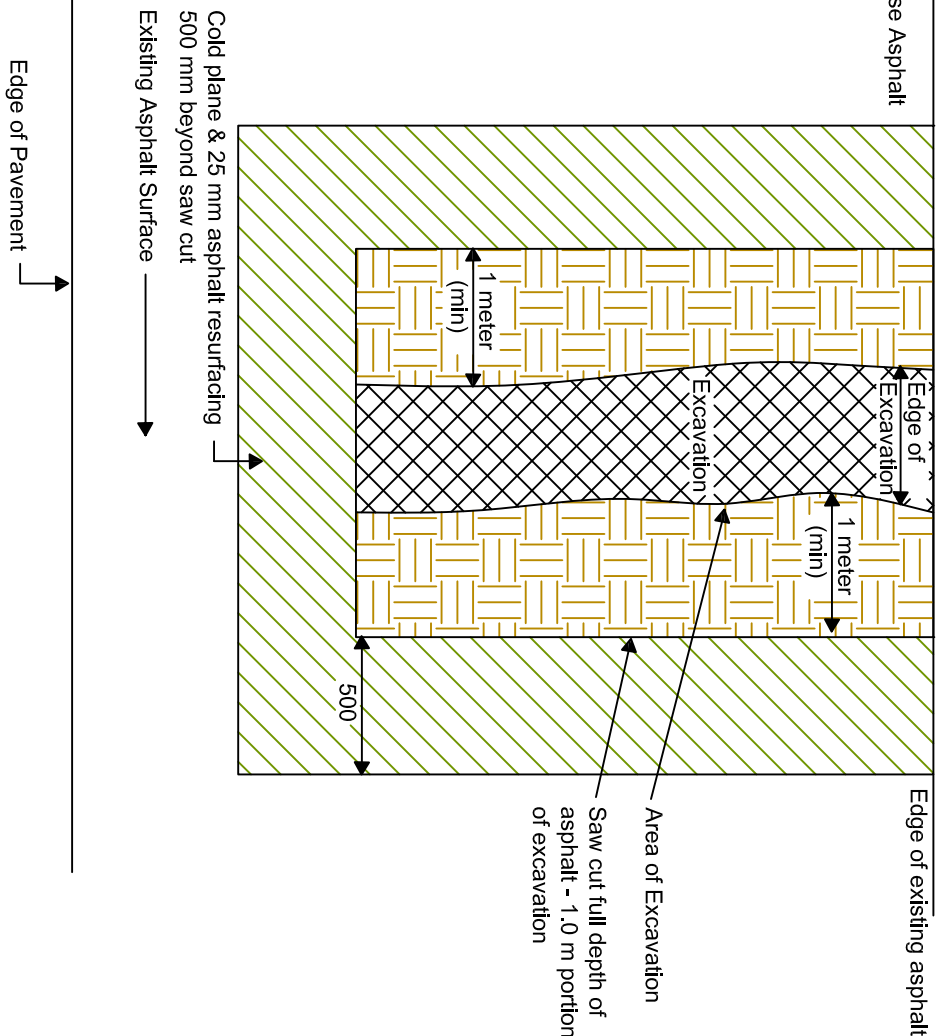 Edge of existing asphalt
se Asphalt
Edge of
Excavation
1 meter
(min)
Excavation
Area of Excavation
Saw cut full depth of
asphalt - 1.0 m portion
of excavation
1 meter
(min)
500
Cold plane & 25 mm asphalt resurfacing
500 mm beyond saw cut
Existing Asphalt Surface
Edge of Pavement